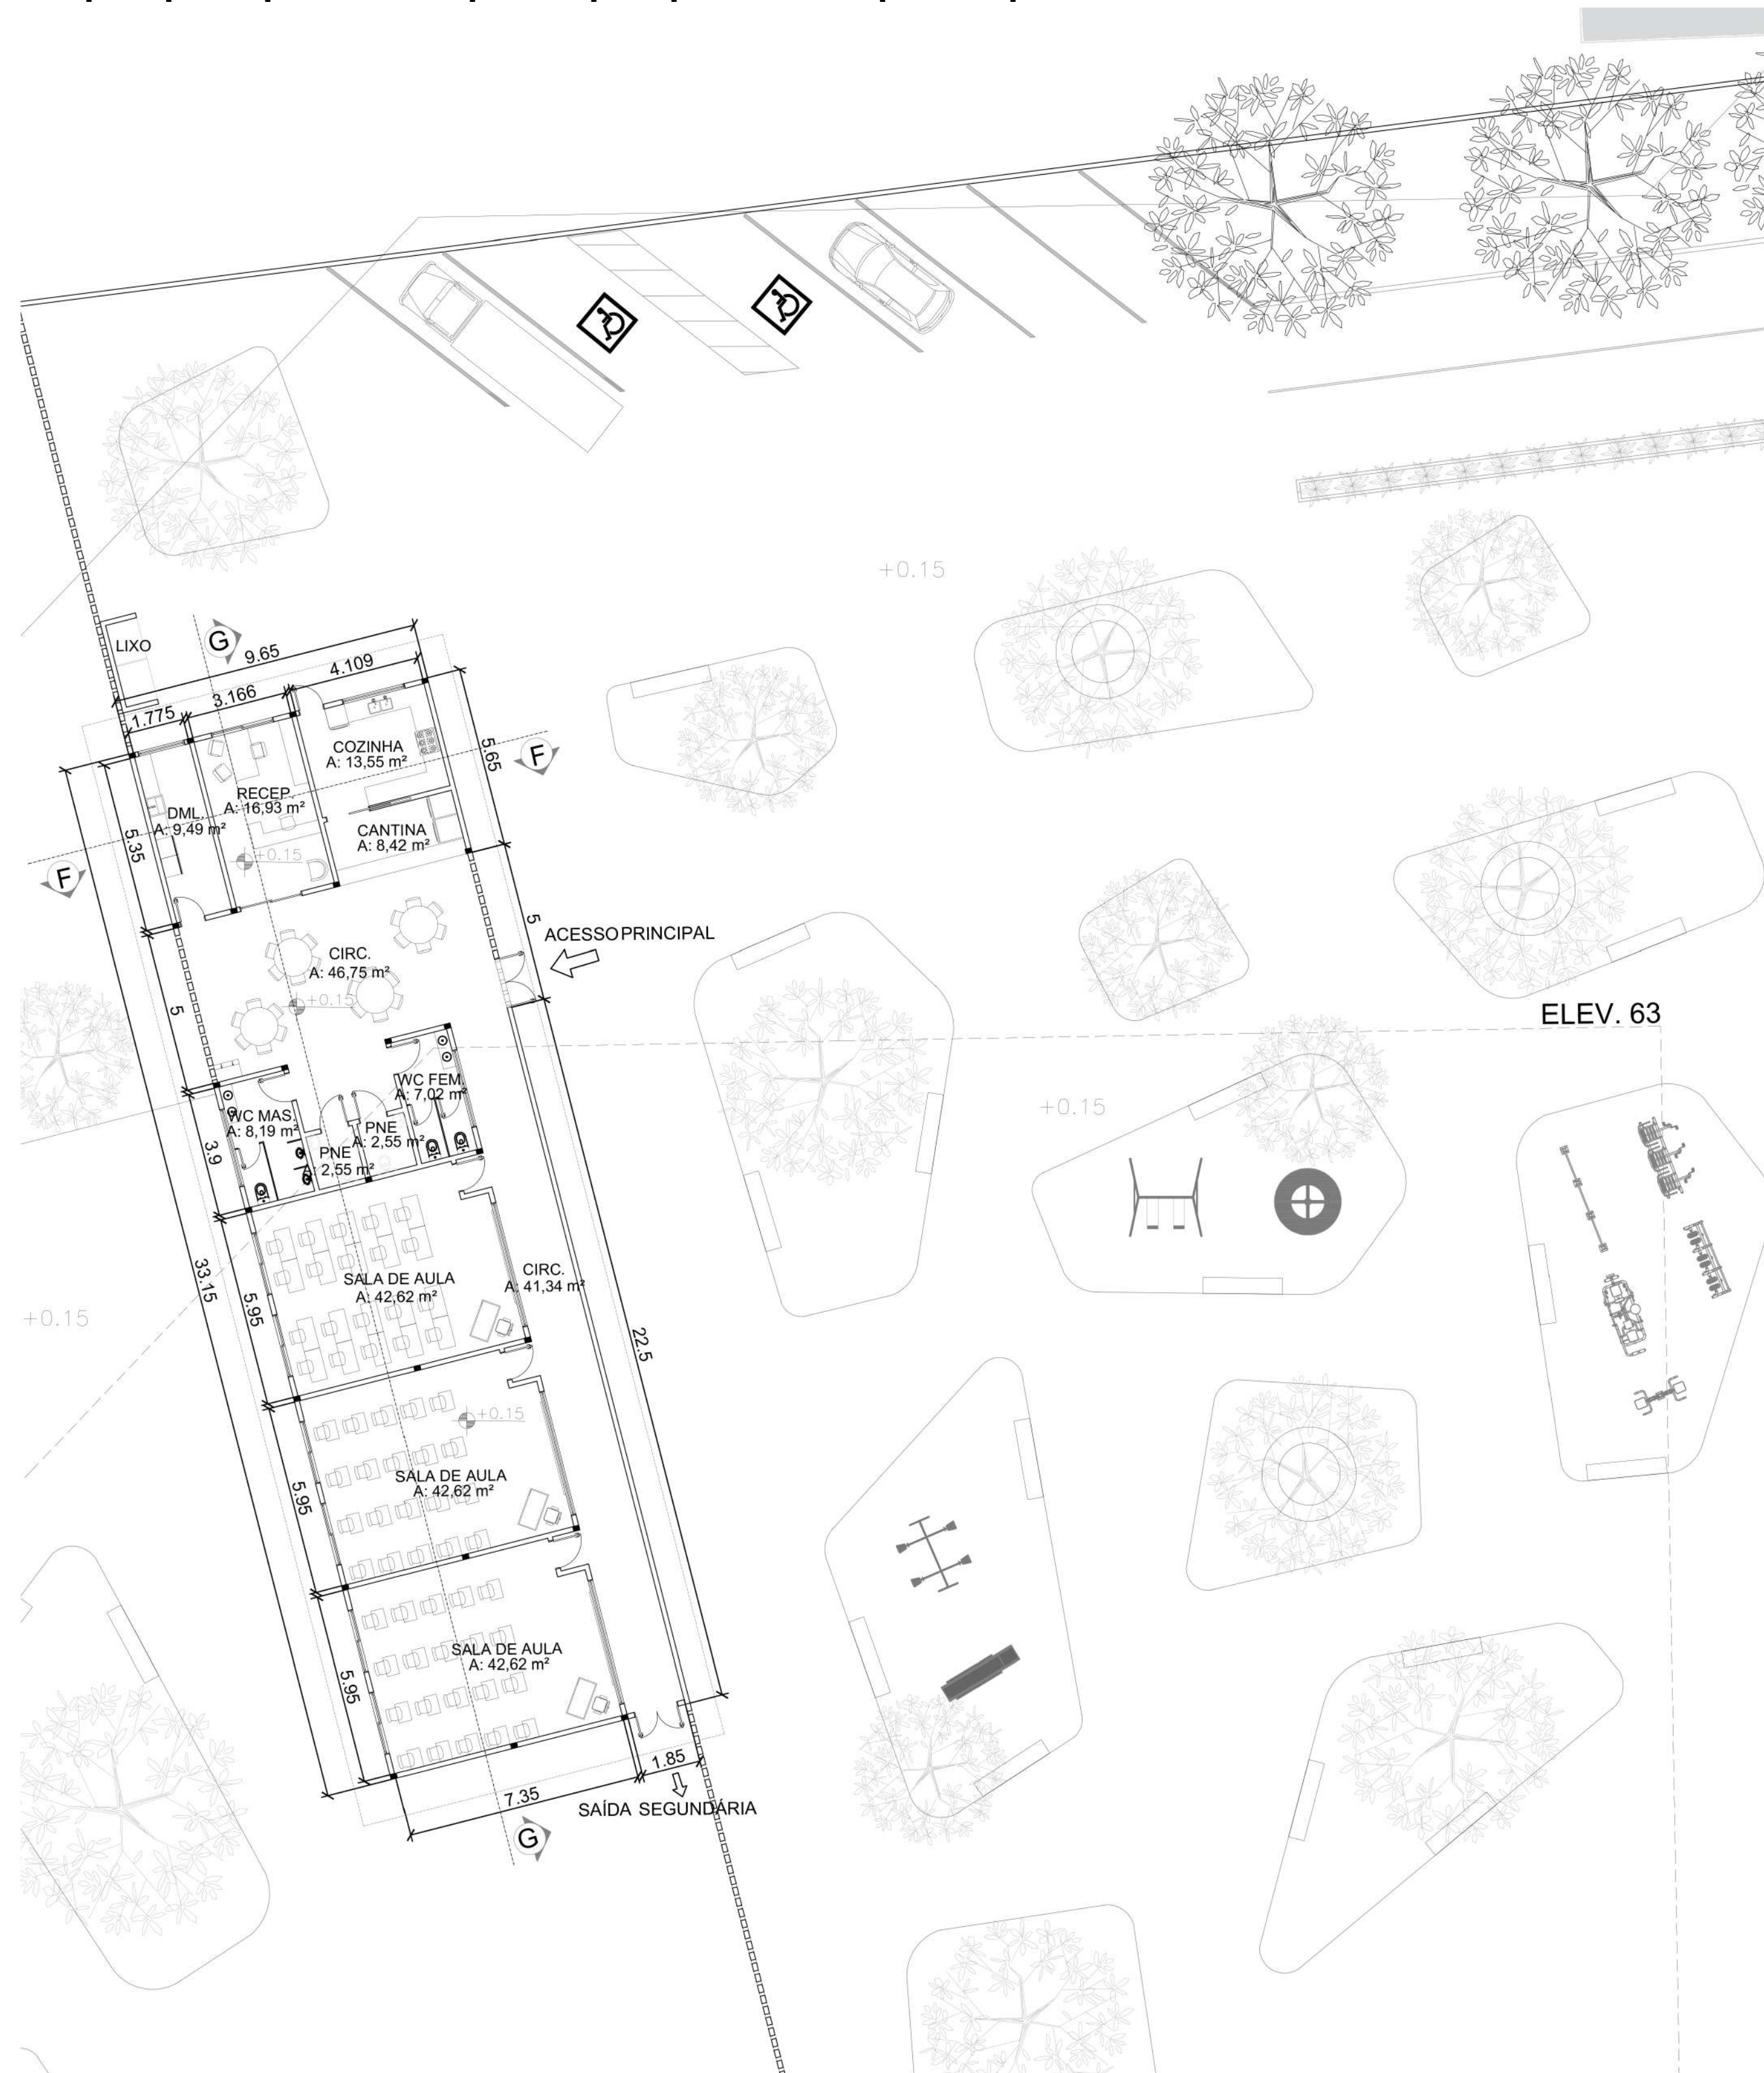 +0.15
LIXO
G
9.65
4.109
3.166
1.775
5.65
F
COZINHA
A: 13,55 m²
RECEP.
A: 16,93 m²
DML.
A: 9,49 m²
CANTINA
A: 8,42 m²
5.35
+0.15
F
5
ACESSO PRINCIPAL
CIRC.
A: 46,75 m²
+0.15
5
ELEV. 63
WC FEM.
A: 7,02 m²
+0.15
WC MAS.
A: 8,19 m²
PNE
A: 2,55 m²
PNE
A: 2,55 m²
3.9
33.15
SALA DE AULA
A: 42,62 m²
CIRC.
A: 41,34 m²
5.95
+0.15
22.5
+0.15
SALA DE AULA
A: 42,62 m²
5.95
SALA DE AULA
A: 42,62 m²
5.95
1.85
7.35
SAÍDA SEGUNDÁRIA
G